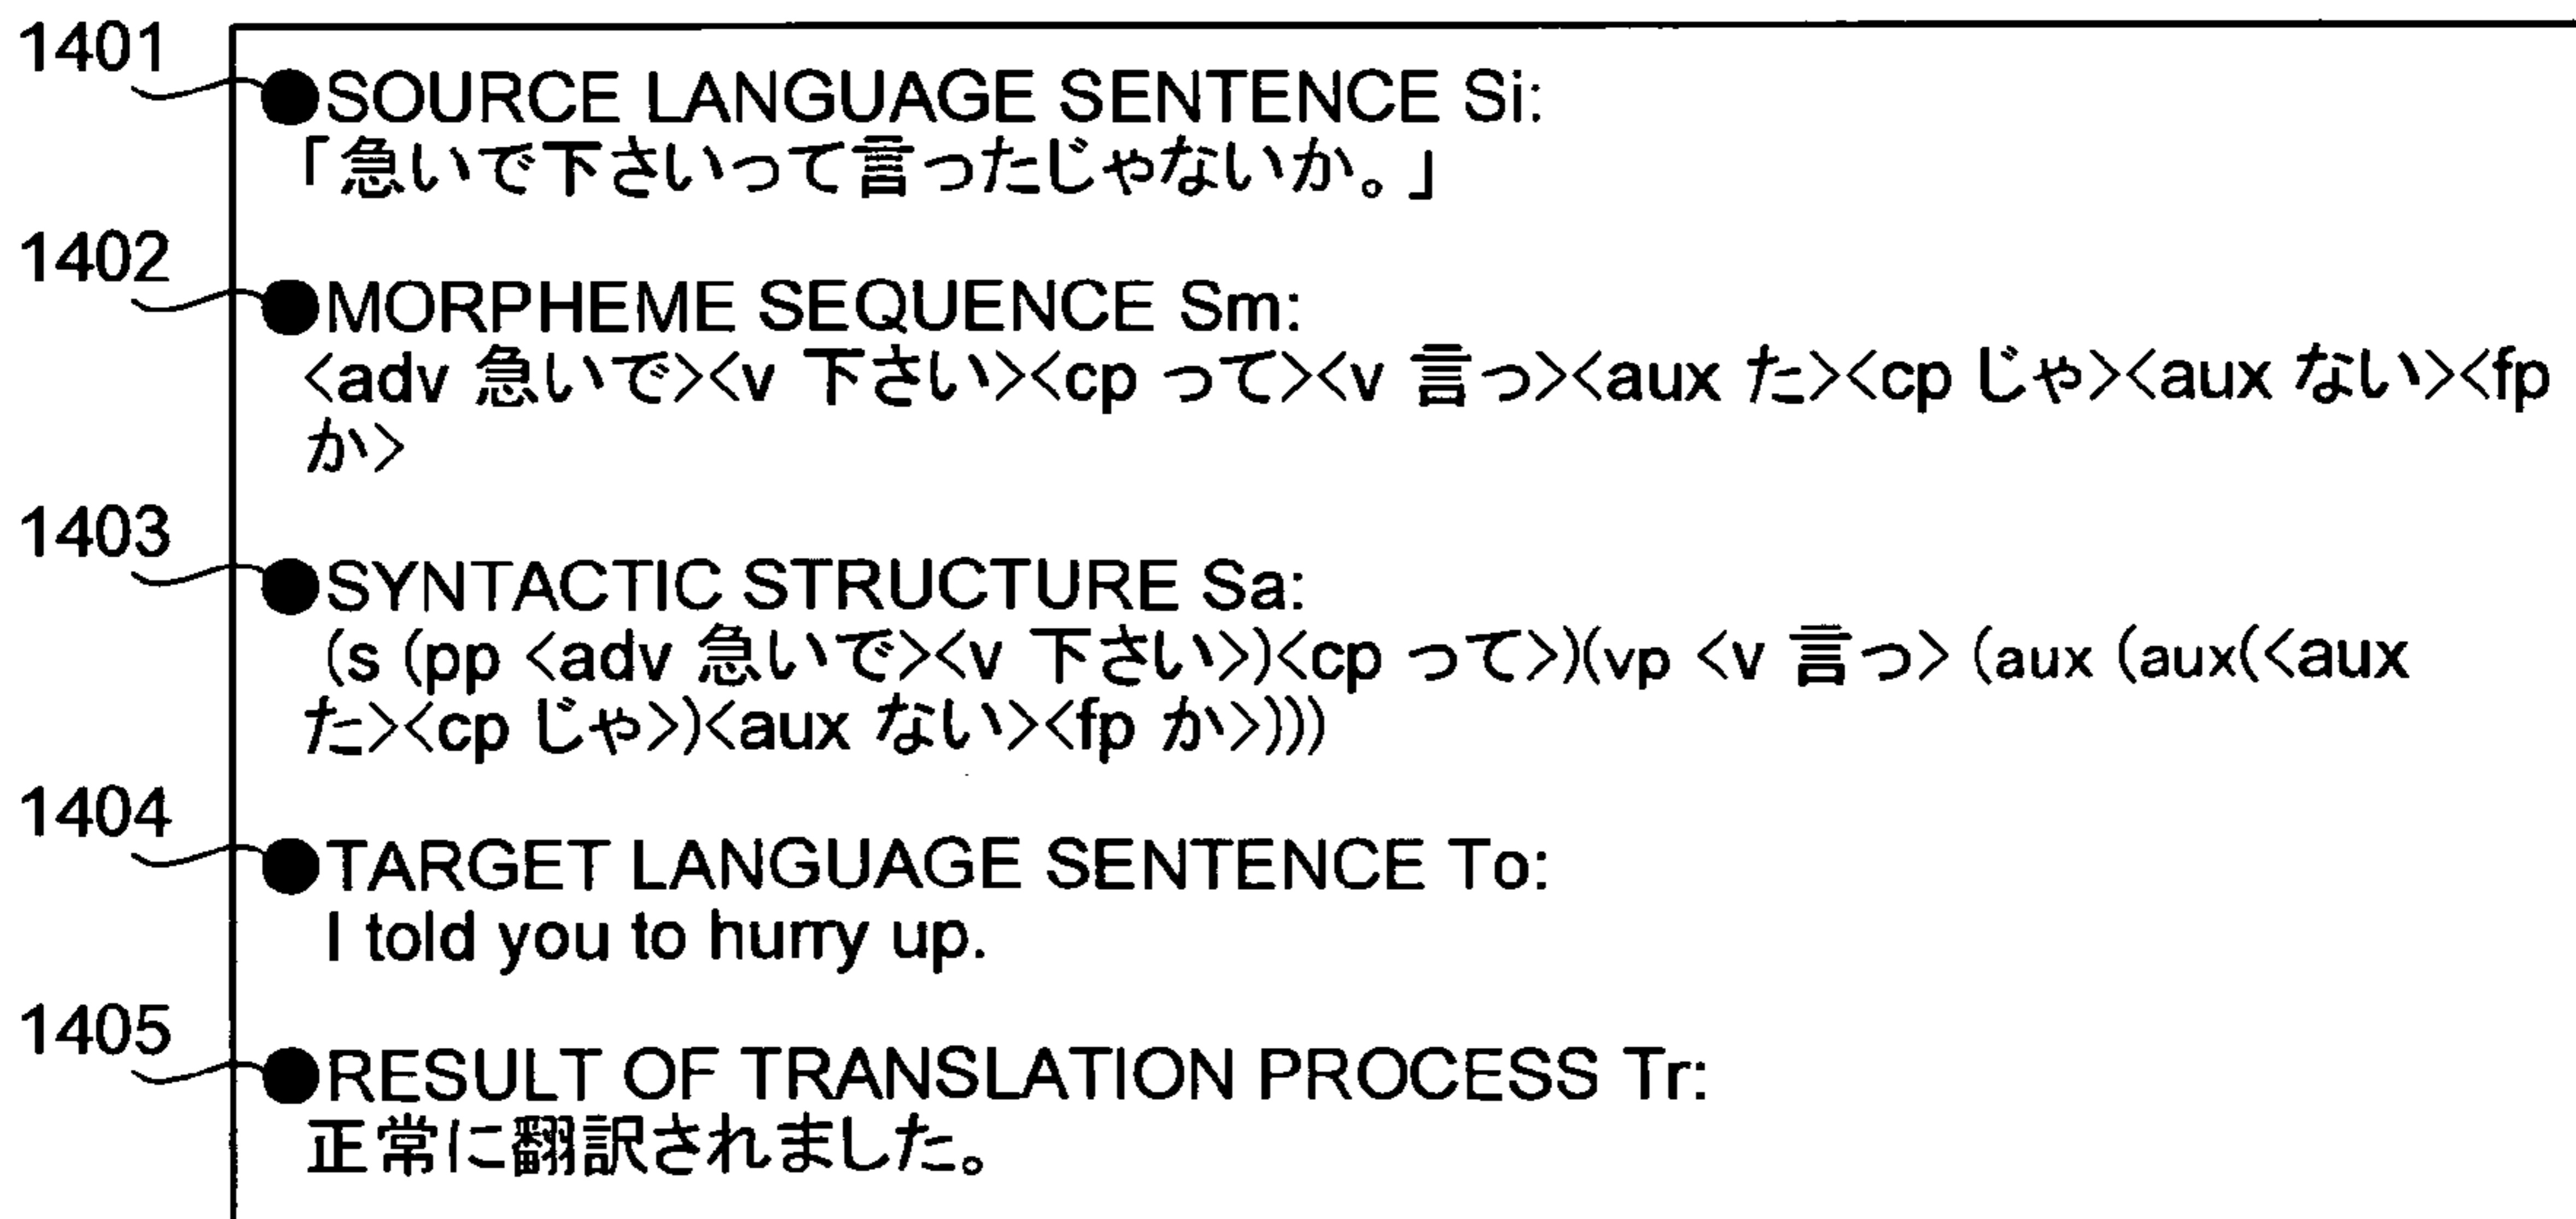 1401
●SOURCE LANGUAGE SENTENCE Si:
「急いで下さいって言ったじゃないか。」
1402
●MORPHEME SEQUENCE Sm:
<adv 急いで><v 下さい><cp って><v 言っ><aux た><cp じゃ><aux ない><fp
か>
1403
●SYNTACTIC STRUCTURE Sa:
(s (pp <adv 急いで><v 下さい>)<cp って>)(vp <v 言っ> (aux (aux(<aux
た><cp じゃ>)<aux ない><fp か>))))
1404
●TARGET LANGUAGE SENTENCE To:
I told you to hurry up.
1405
●RESULT OF TRANSLATION PROCESS Tr:
正常に翻訳されました。